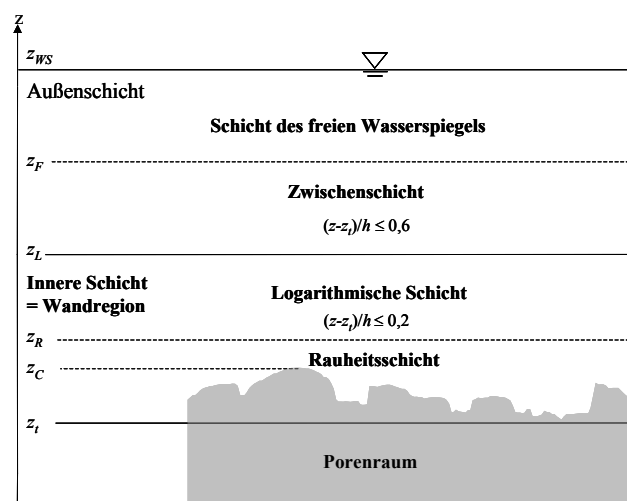 z
z_WS
Außenschicht
Schicht des freien Wasserspiegels
z_F
Zwischenschicht
(z-z_t)/h ≤ 0,6
z_L
Innere Schicht
= Wandregion
Logarithmische Schicht
(z-z_t)/h ≤ 0,2
z_R
Rauheitsschicht
z_C
z_t
Porenraum